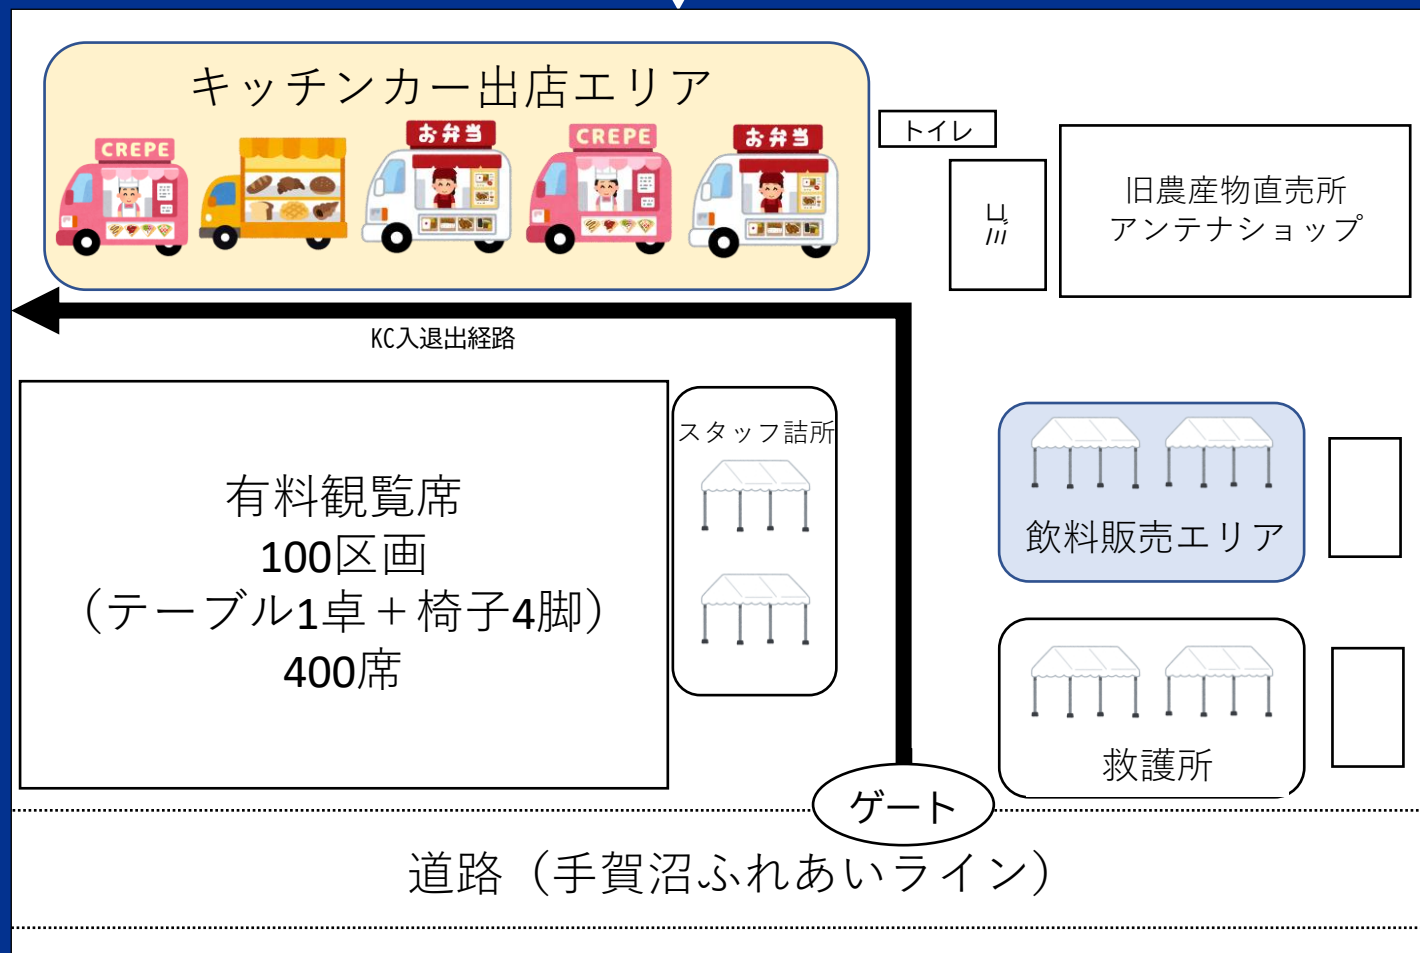 キッチンカー出店エリア
CREPE
お弁当
CREPE
お弁当
トイレ
ゴミ
旧農産物直売所
アンテナショップ
KC入退出経路
有料観覧席
100区画
（テーブル1卓＋椅子4脚）
400席
スタッフ詰所
飲料販売エリア
救護所
ゲート
道路（手賀沼ふれあいライン）